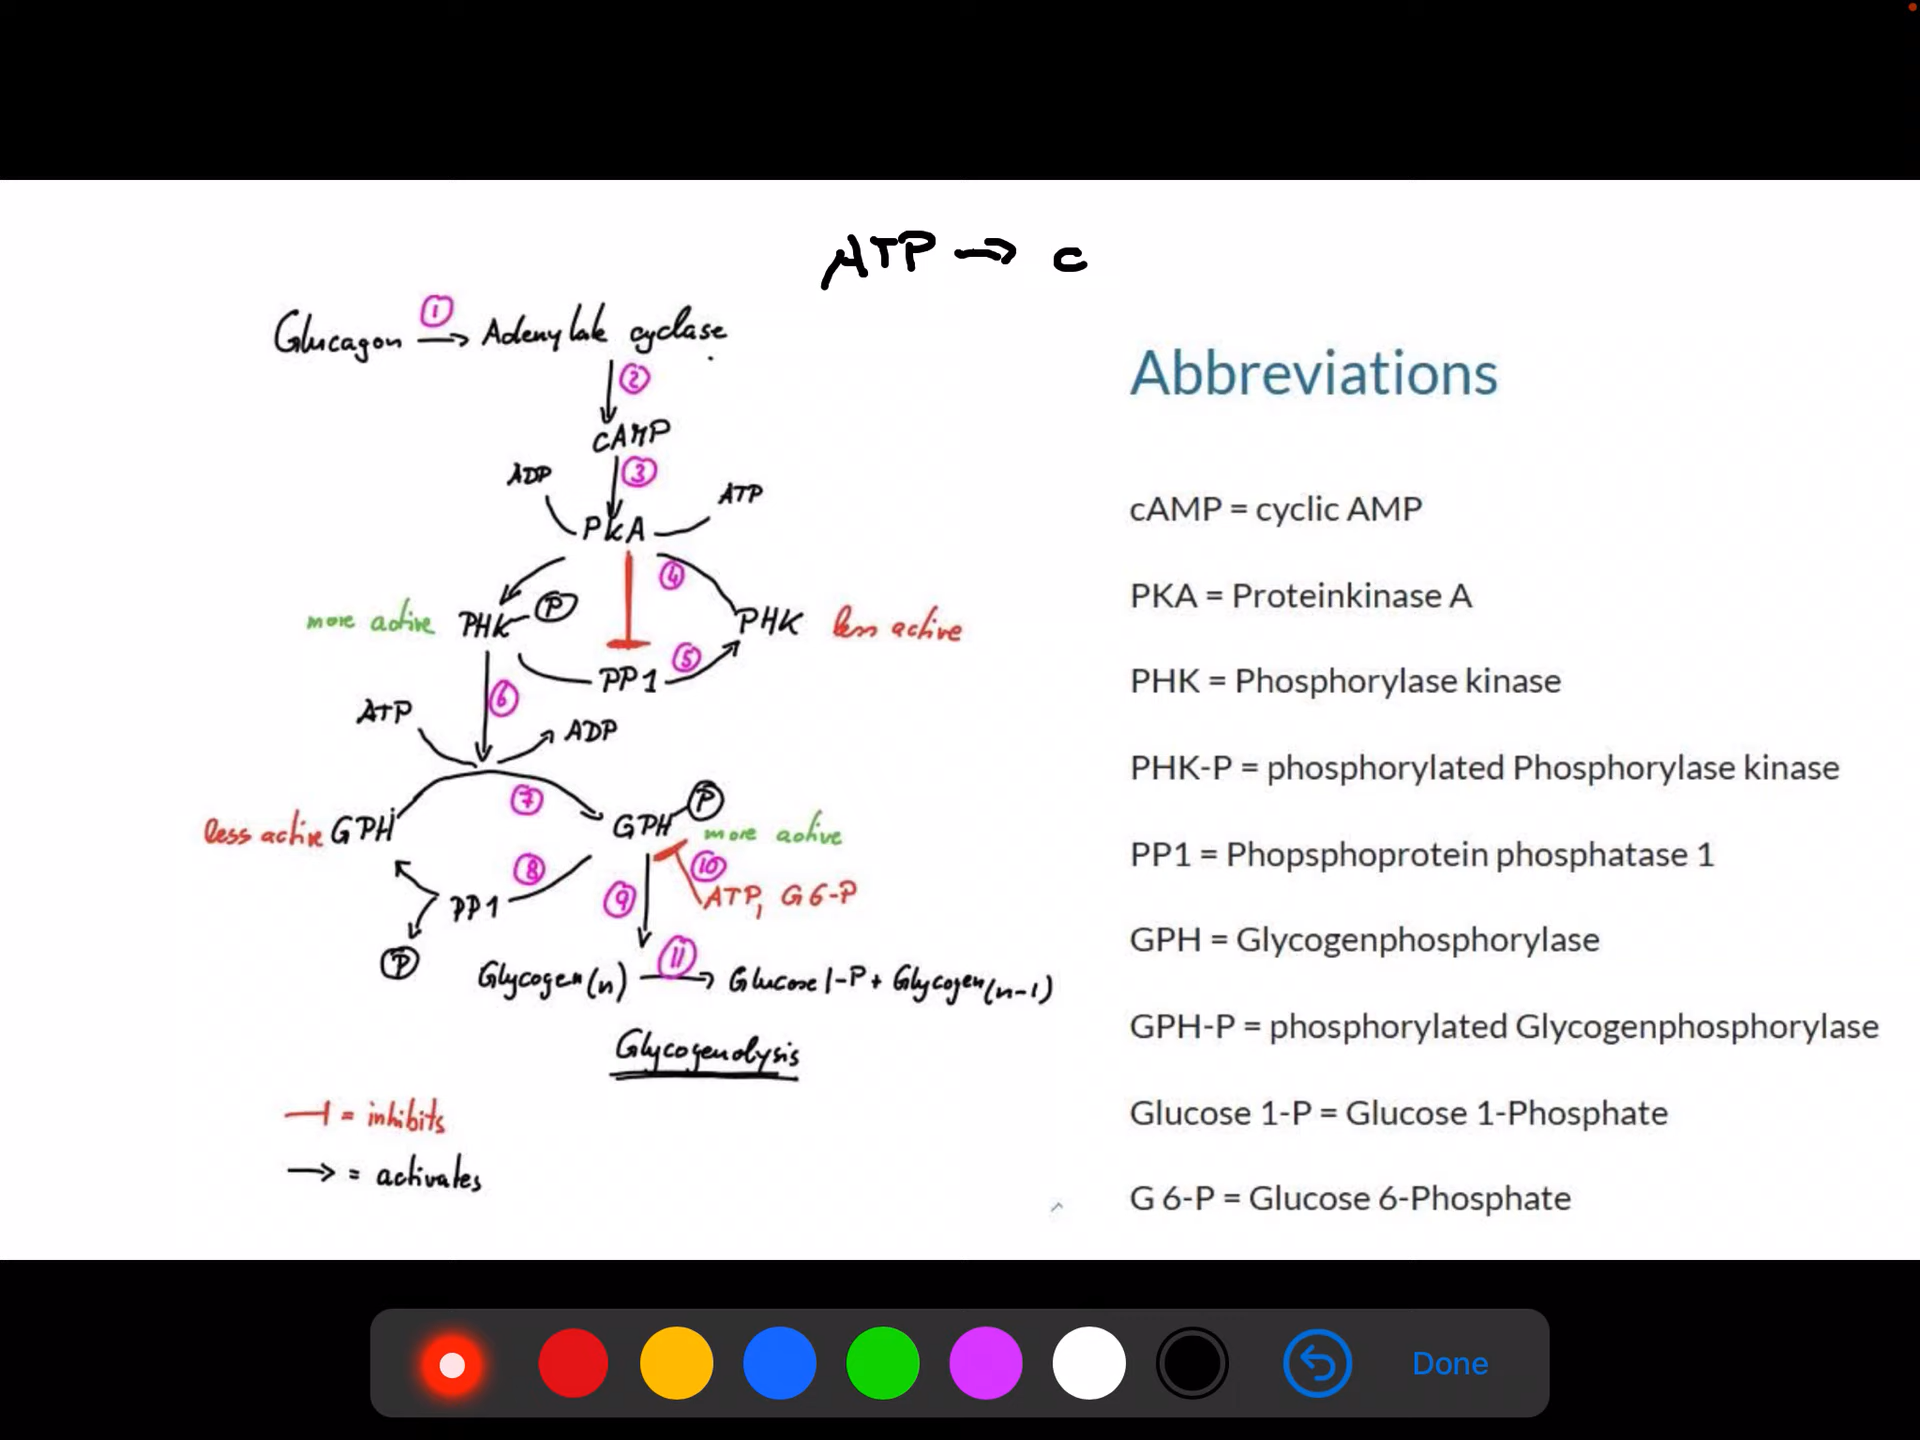 ATP → c
Glucagon ① → Adenylate cyclase
②
cAMP
③
ADP
ATP
PKA
④
more active PHK-Ⓟ
PHK less active
PP1 ⑤
⑥
ATP
ADP
⑦
less active GPH
GPH-Ⓟ more active
⑧
⑨
⑩
ATP, G 6-P
PP1
Ⓟ
Glycogen (n) ⑪ → Glucose 1-P + Glycogen (n-1)
Glycogenolysis
⊣ = inhibits
→ = activates
Abbreviations
cAMP = cyclic AMP
PKA = Proteinkinase A
PHK = Phosphorylase kinase
PHK-P = phosphorylated Phosphorylase kinase
PP1 = Phopsphoprotein phosphatase 1
GPH = Glycogenphosphorylase
GPH-P = phosphorylated Glycogenphosphorylase
Glucose 1-P = Glucose 1-Phosphate
G 6-P = Glucose 6-Phosphate
Done